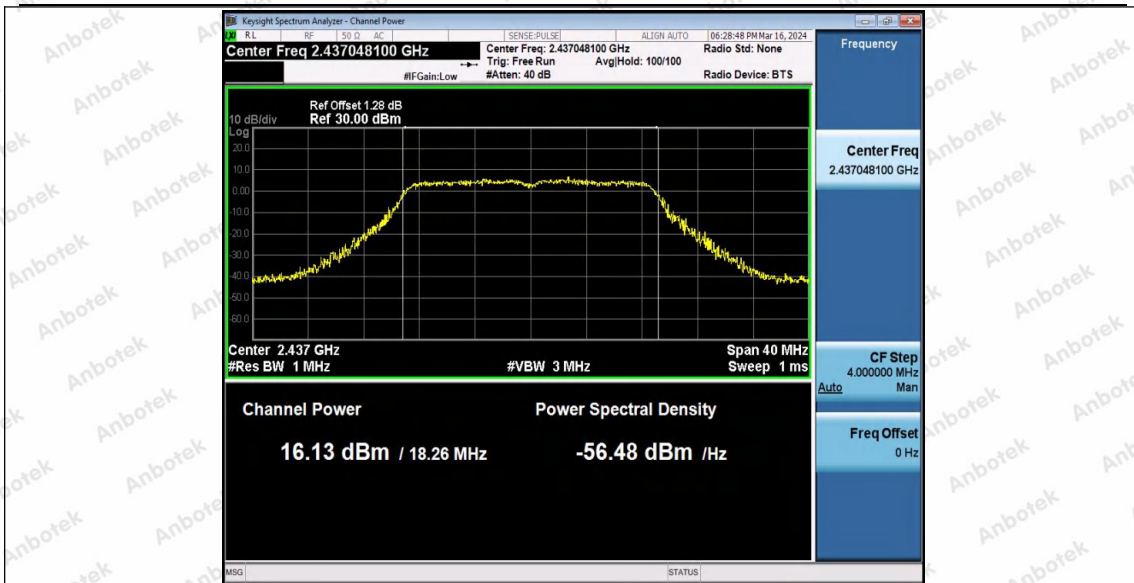 Keysight Spectrum Analyzer - Channel Power
LXI RL RF 50 Ω AC SENSE:PULSE ALIGN AUTO 06:28:48 PM Mar 16, 2024
Center Freq 2.437048100 GHz
#IFGain:Low
Center Freq: 2.437048100 GHz
Trig: Free Run Avg|Hold: 100/100
#Atten: 40 dB
Radio Std: None
Radio Device: BTS
Ref Offset 1.28 dB
10 dB/div Ref 30.00 dBm
Log
20.0
10.0
0.00
-10.0
-20.0
-30.0
-40.0
-50.0
-60.0
Center 2.437 GHz Span 40 MHz
#Res BW 1 MHz #VBW 3 MHz Sweep 1 ms
Channel Power Power Spectral Density
16.13 dBm / 18.26 MHz -56.48 dBm /Hz
MSG STATUS
Frequency
Center Freq
2.437048100 GHz
CF Step
4.000000 MHz
Auto Man
Freq Offset
0 Hz
Anbotek